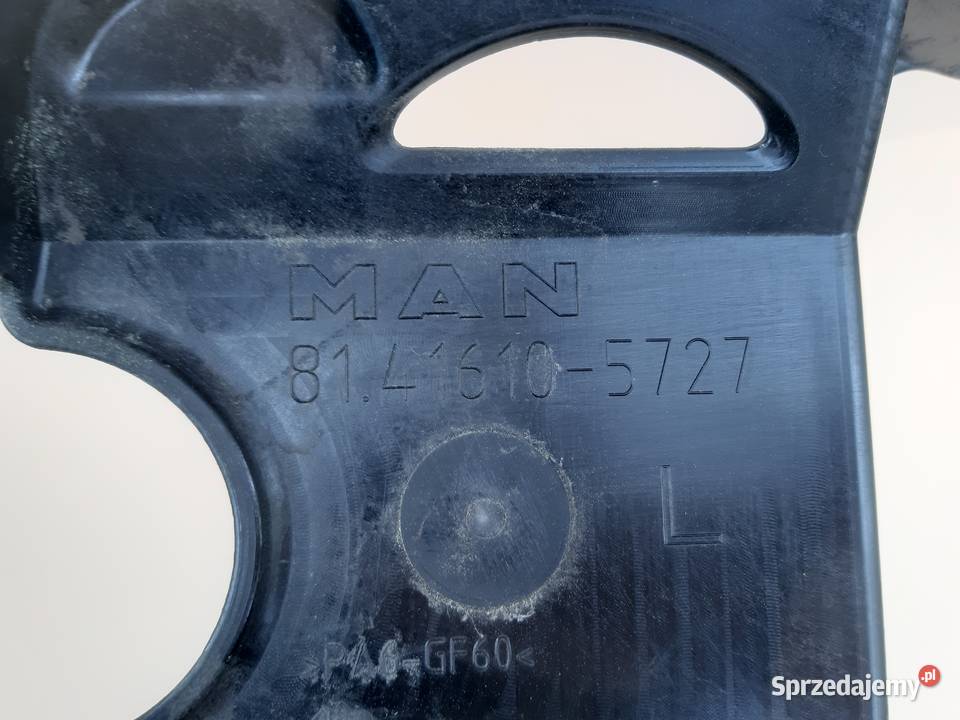 MAN
81.41610-5727
L
>PA6-GF60<
Sprzedajemy.pl